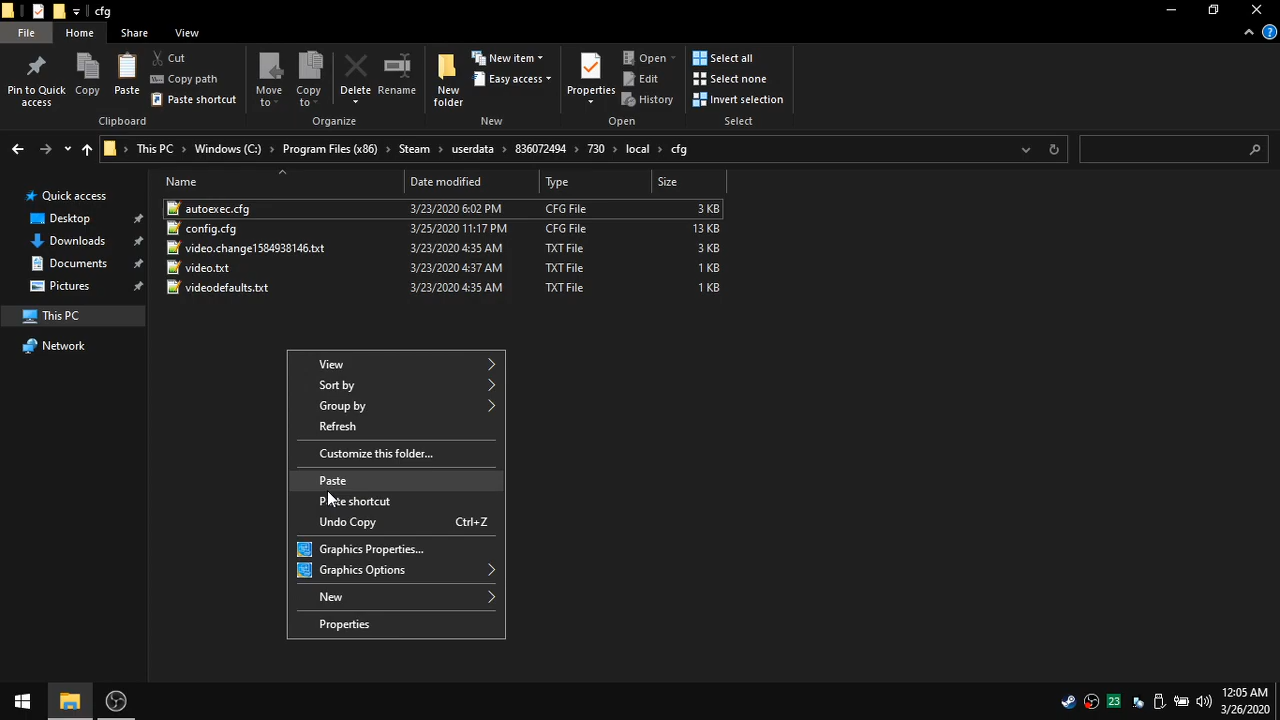 cfg
File Home Share View
Pin to Quick access
Copy
Paste
Cut
Copy path
Paste shortcut
Clipboard
Move to
Copy to
Delete
Rename
Organize
New folder
New item
Easy access
New
Properties
Open
Edit
History
Open
Select all
Select none
Invert selection
Select
This PC > Windows (C:) > Program Files (x86) > Steam > userdata > 836072494 > 730 > local > cfg
Quick access
Desktop
Downloads
Documents
Pictures
This PC
Network
Name Date modified Type Size
autoexec.cfg 3/23/2020 6:02 PM CFG File 3 KB
config.cfg 3/25/2020 11:17 PM CFG File 13 KB
video.change1584938146.txt 3/23/2020 4:35 AM TXT File 3 KB
video.txt 3/23/2020 4:37 AM TXT File 1 KB
videodefaults.txt 3/23/2020 4:35 AM TXT File 1 KB
View
Sort by
Group by
Refresh
Customize this folder...
Paste
Paste shortcut
Undo Copy Ctrl+Z
Graphics Properties...
Graphics Options
New
Properties
23
12:05 AM
3/26/2020